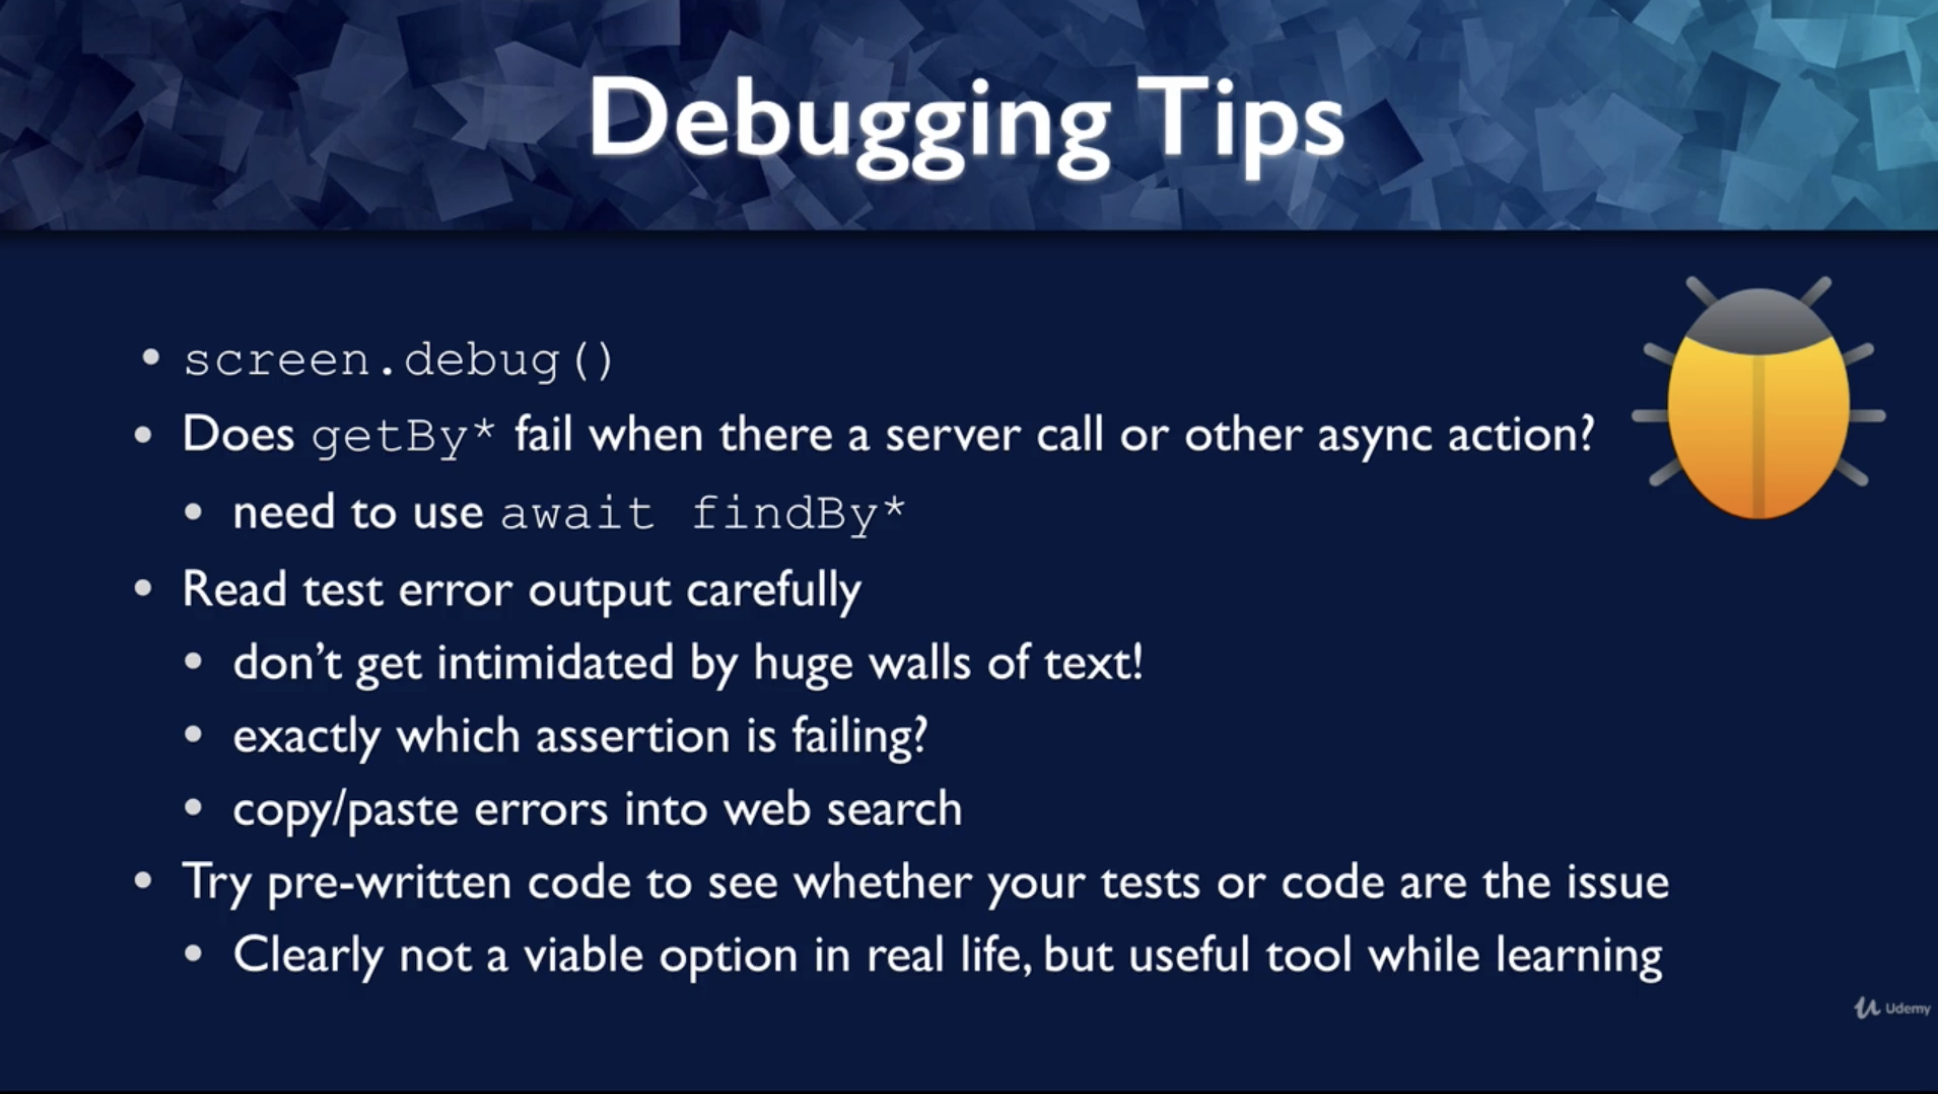 Debugging Tips
• screen.debug()
• Does getBy* fail when there a server call or other async action?
• need to use await findBy*
• Read test error output carefully
• don’t get intimidated by huge walls of text!
• exactly which assertion is failing?
• copy/paste errors into web search
• Try pre-written code to see whether your tests or code are the issue
• Clearly not a viable option in real life, but useful tool while learning
Udemy